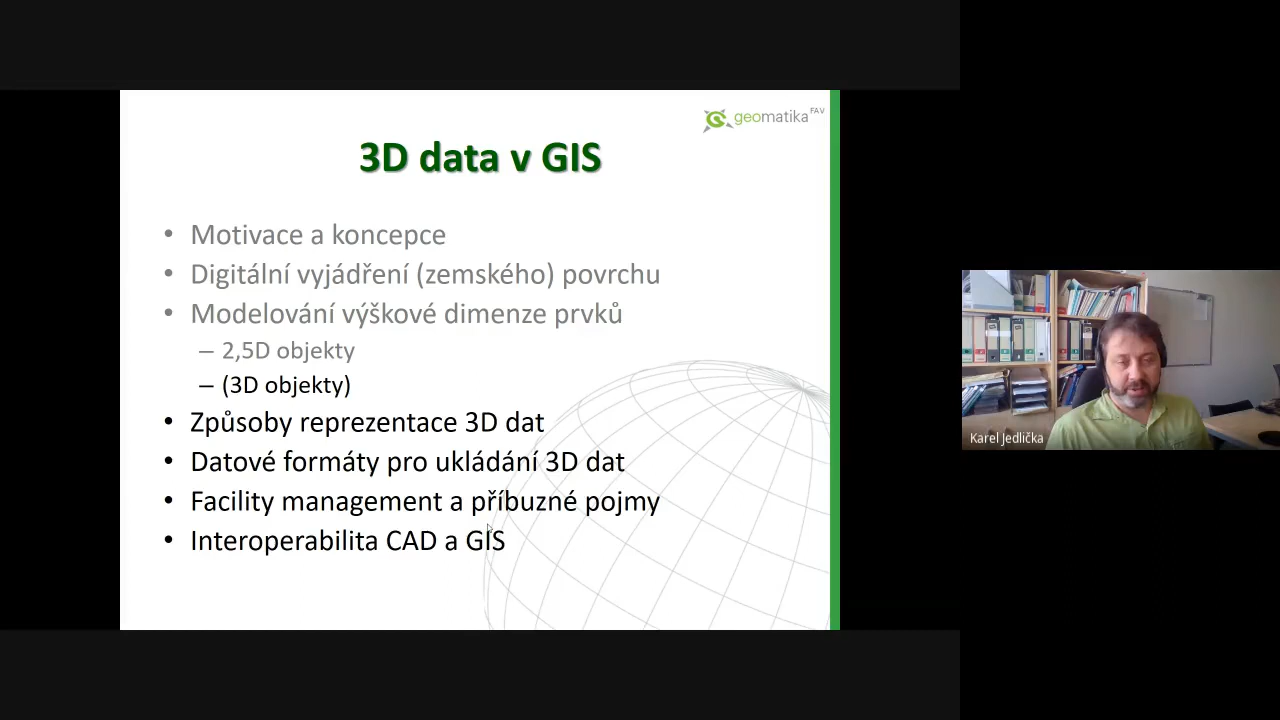 geomatika FAV
3D data v GIS
• Motivace a koncepce
• Digitální vyjádření (zemského) povrchu
• Modelování výškové dimenze prvků
– 2,5D objekty
– (3D objekty)
• Způsoby reprezentace 3D dat
• Datové formáty pro ukládání 3D dat
• Facility management a příbuzné pojmy
• Interoperabilita CAD a GIS
Karel Jedlička